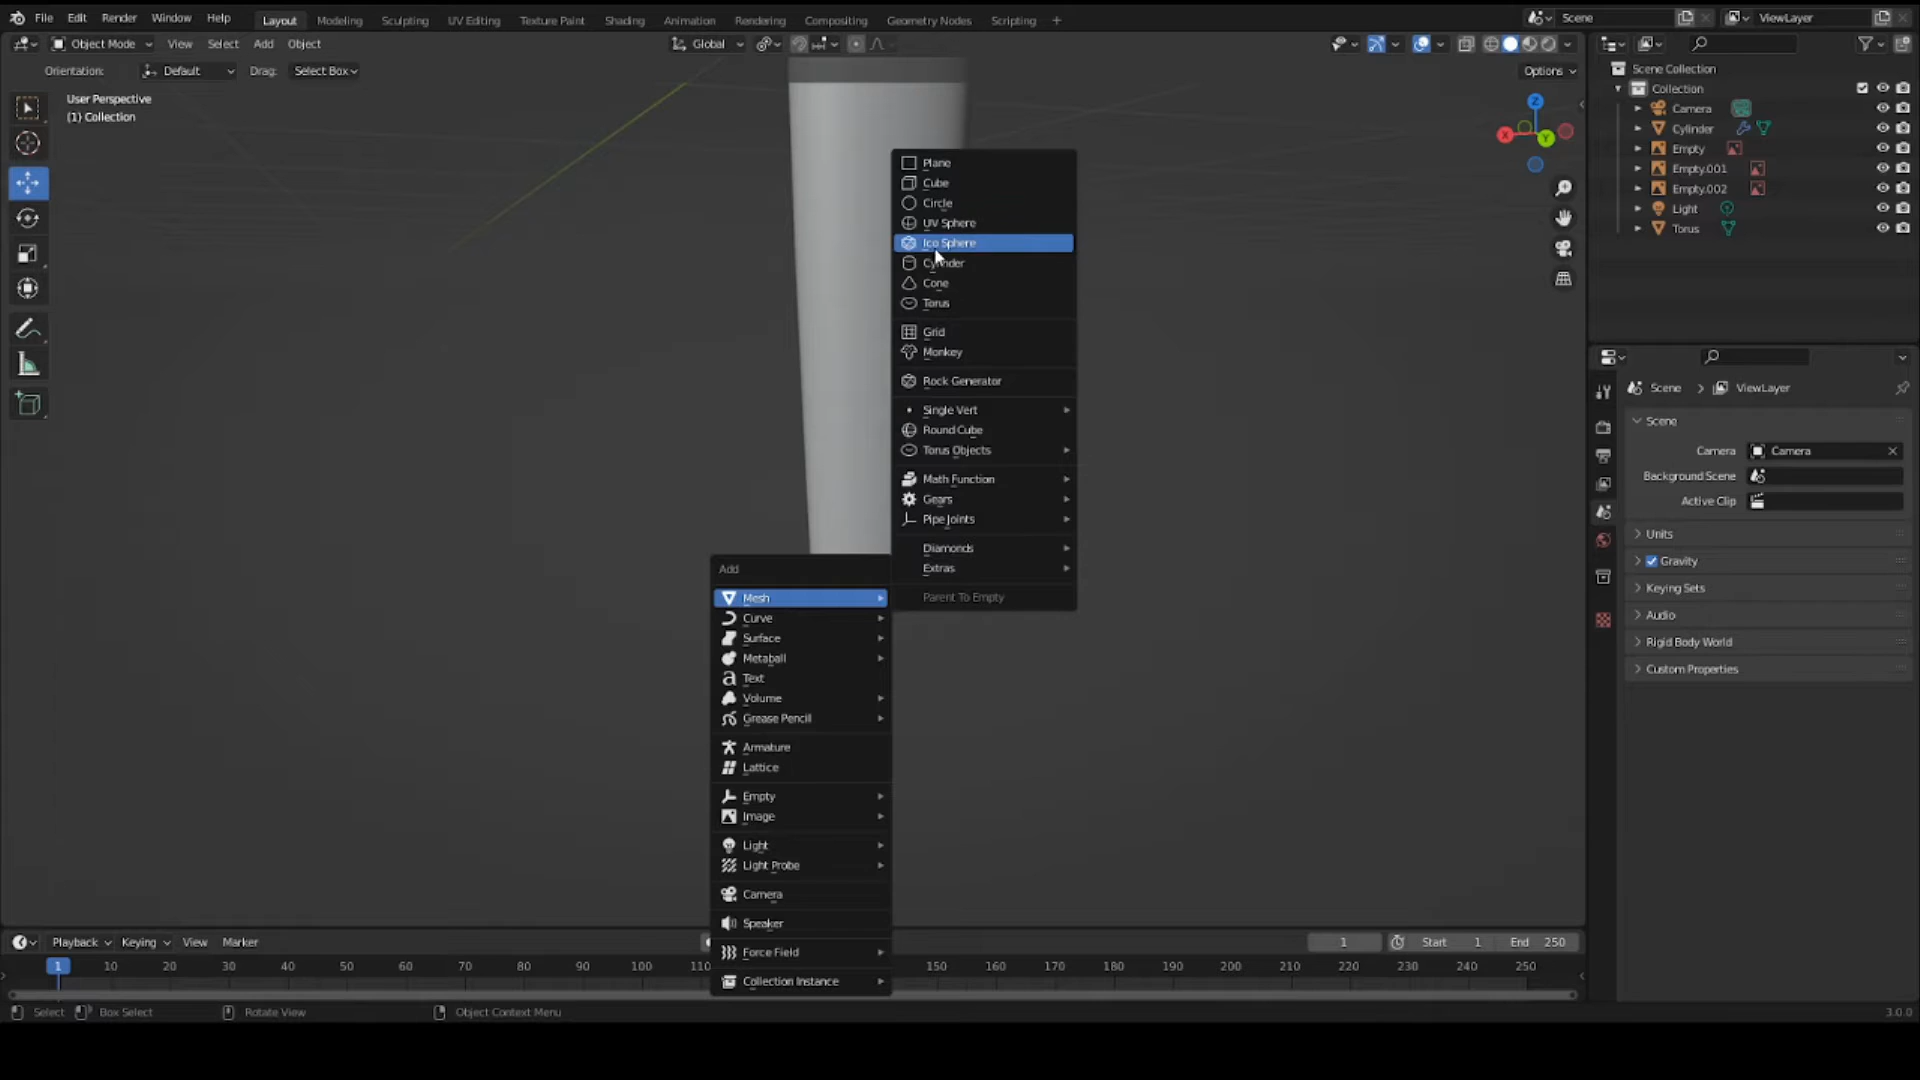 File Edit Render Window Help Layout Modeling Sculpting UV Editing Texture Paint Shading Animation Rendering Compositing Geometry Nodes Scripting + Scene ViewLayer
Object Mode View Select Add Object Global
Orientation: Default Drag: Select Box Options
User Perspective
(1) Collection
Z
X
Y
Scene Collection
Collection
Camera
Cylinder
Empty
Empty.001
Empty.002
Light
Torus
Plane
Cube
Circle
UV Sphere
Ico Sphere
Cylinder
Cone
Torus
Grid
Monkey
Rock Generator
Single Vert
Round Cube
Torus Objects
Math Function
Gears
Pipe Joints
Diamonds
Extras
Parent To Empty
Add
Mesh
Curve
Surface
Metaball
Text
Volume
Grease Pencil
Armature
Lattice
Empty
Image
Light
Light Probe
Camera
Speaker
Force Field
Collection Instance
Scene ViewLayer
Scene
Camera Camera
Background Scene
Active Clip
Units
Gravity
Keying Sets
Audio
Rigid Body World
Custom Properties
Playback Keying View Marker 1 Start 1 End 250
1 10 20 30 40 50 60 70 80 90 100 150 160 170 180 190 200 210 220 230 240 250
Select Box Select Rotate View Object Context Menu 3.0.0